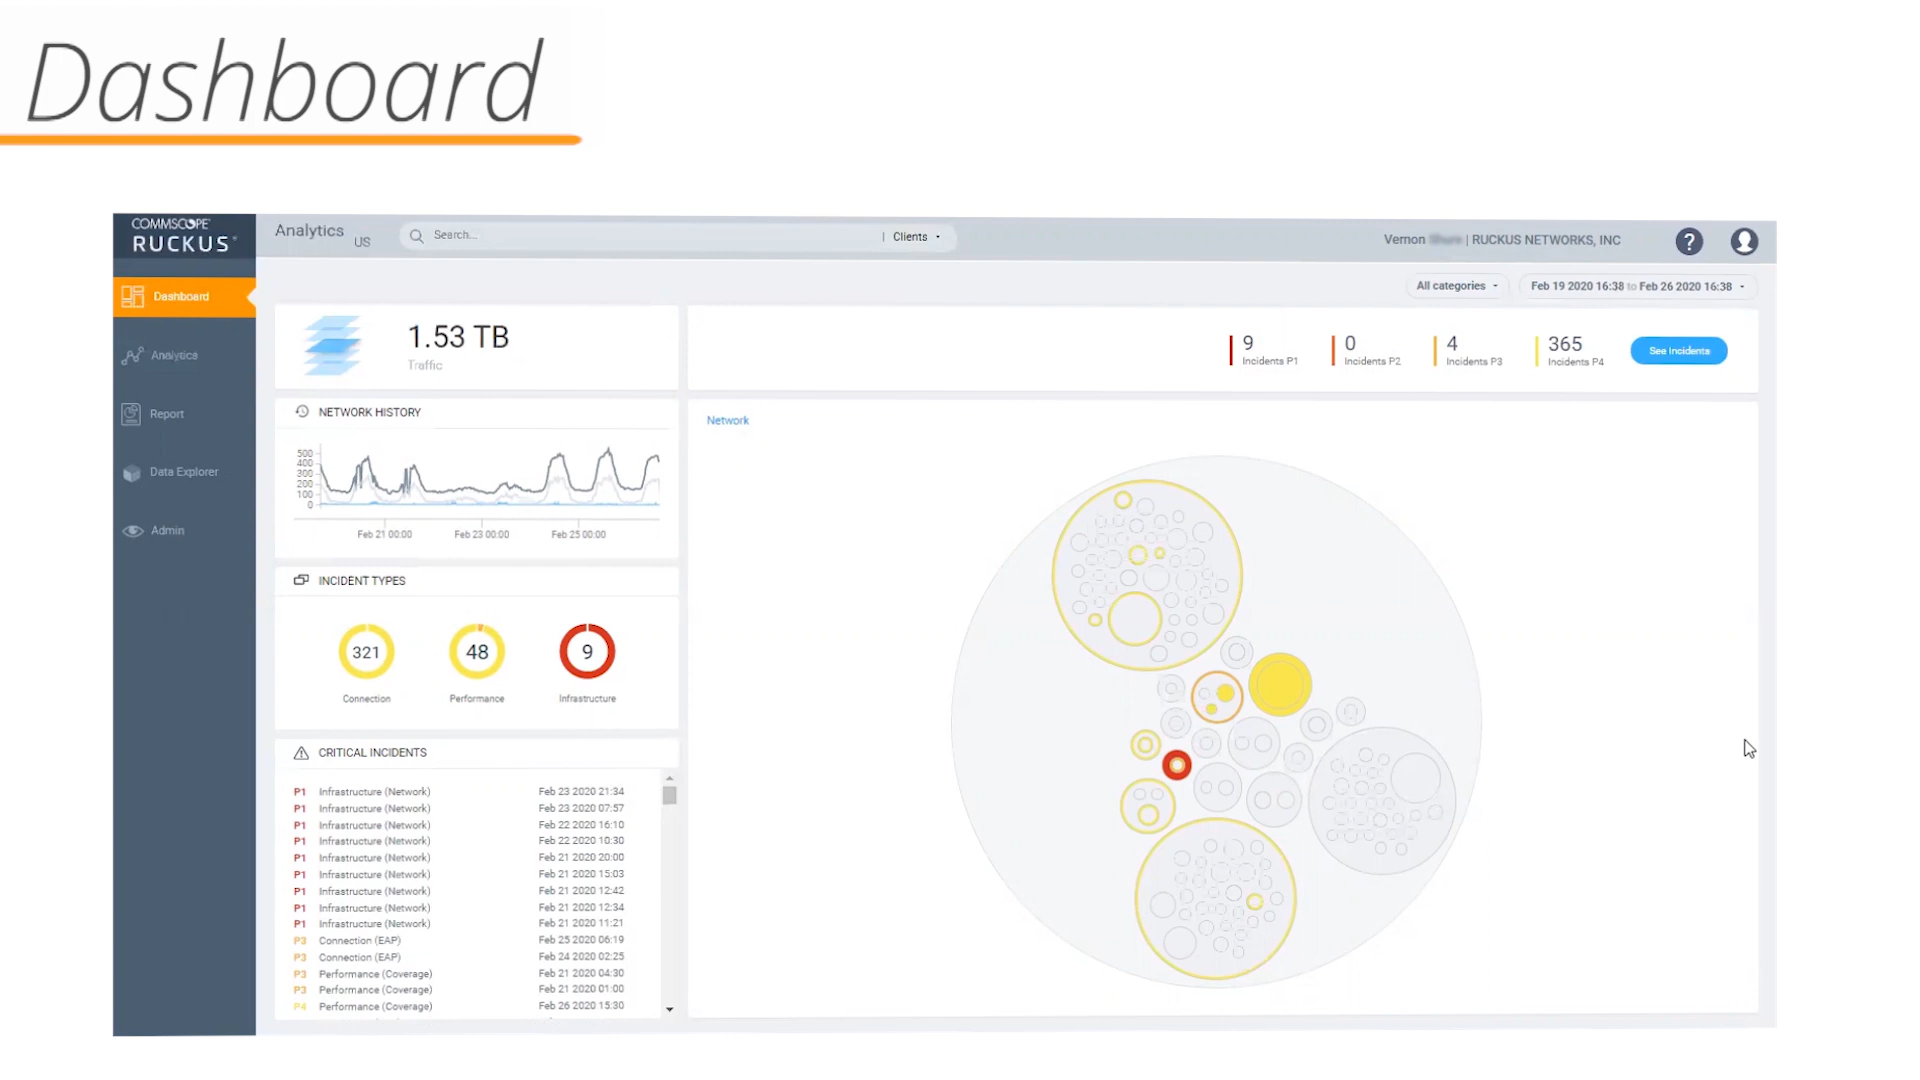 Dashboard
COMMSCOPE®
RUCKUS®
Analytics US
Search...
| Clients
Vernon | RUCKUS NETWORKS, INC
?
Dashboard
Analytics
Report
Data Explorer
Admin
All categories
Feb 19 2020 16:38 to Feb 26 2020 16:38
1.53 TB
Traffic
9
Incidents P1
0
Incidents P2
4
Incidents P3
365
Incidents P4
See Incidents
NETWORK HISTORY
500
400
300
200
100
0
Feb 21 00:00
Feb 23 00:00
Feb 25 00:00
INCIDENT TYPES
321
Connection
48
Performance
9
Infrastructure
CRITICAL INCIDENTS
P1 Infrastructure (Network) Feb 23 2020 21:34
P1 Infrastructure (Network) Feb 23 2020 07:57
P1 Infrastructure (Network) Feb 22 2020 16:10
P1 Infrastructure (Network) Feb 22 2020 10:30
P1 Infrastructure (Network) Feb 21 2020 20:00
P1 Infrastructure (Network) Feb 21 2020 15:03
P1 Infrastructure (Network) Feb 21 2020 12:42
P1 Infrastructure (Network) Feb 21 2020 12:34
P1 Infrastructure (Network) Feb 21 2020 11:21
P3 Connection (EAP) Feb 25 2020 06:19
P3 Connection (EAP) Feb 24 2020 02:25
P3 Performance (Coverage) Feb 21 2020 04:30
P3 Performance (Coverage) Feb 21 2020 01:00
P4 Performance (Coverage) Feb 26 2020 15:30
Network